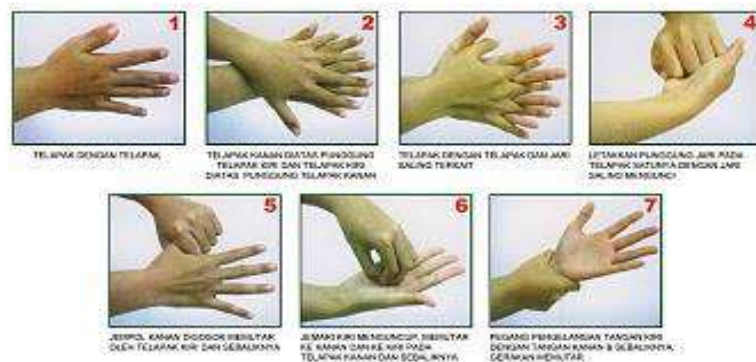 1
2
3
4
TELAPAK DENGAN TELAPAK
TELAPAK KANAN DIATAS PUNGGUNG
TELAPAK KIRI DAN TELAPAK KIRI
DIATAS PUNGGUNG TELAPAK KANAN
TELAPAK DENGAN TELAPAK DAN JARI
SALING TERKAIT
LETAKKAN PUNGGUNG JARI PADA
TELAPAK SATUNYA DENGAN JARI
SALING MENGUNCI
5
6
7
JEMPOL KANAN DIGOSOK MEMUTAR
OLEH TELAPAK KIRI DAN SEBALIKNYA
KIRI MENGUNCUP, MEMUTAR
KE KANAN DAN KE KIRI PADA
TELAPAK KANAN DAN SEBALIKNYA
PEGANG PERGELANGAN TANGAN KIRI
DENGAN TANGAN KANAN & SEBALIKNYA,
GERAKAN MEMUTAR